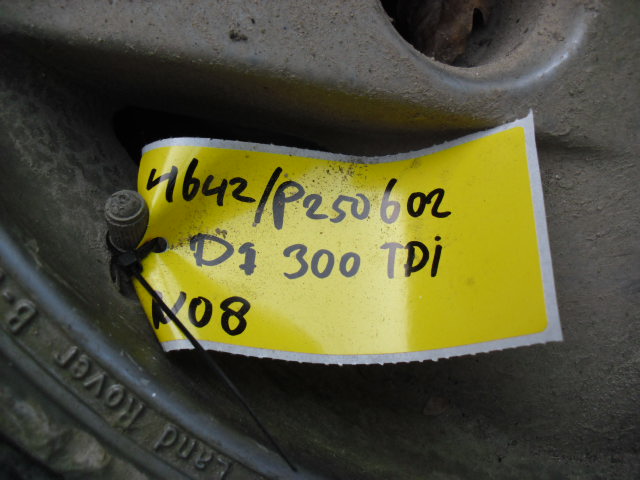 4642/P250602
D1 300 TDi
N08
Land Rover B-